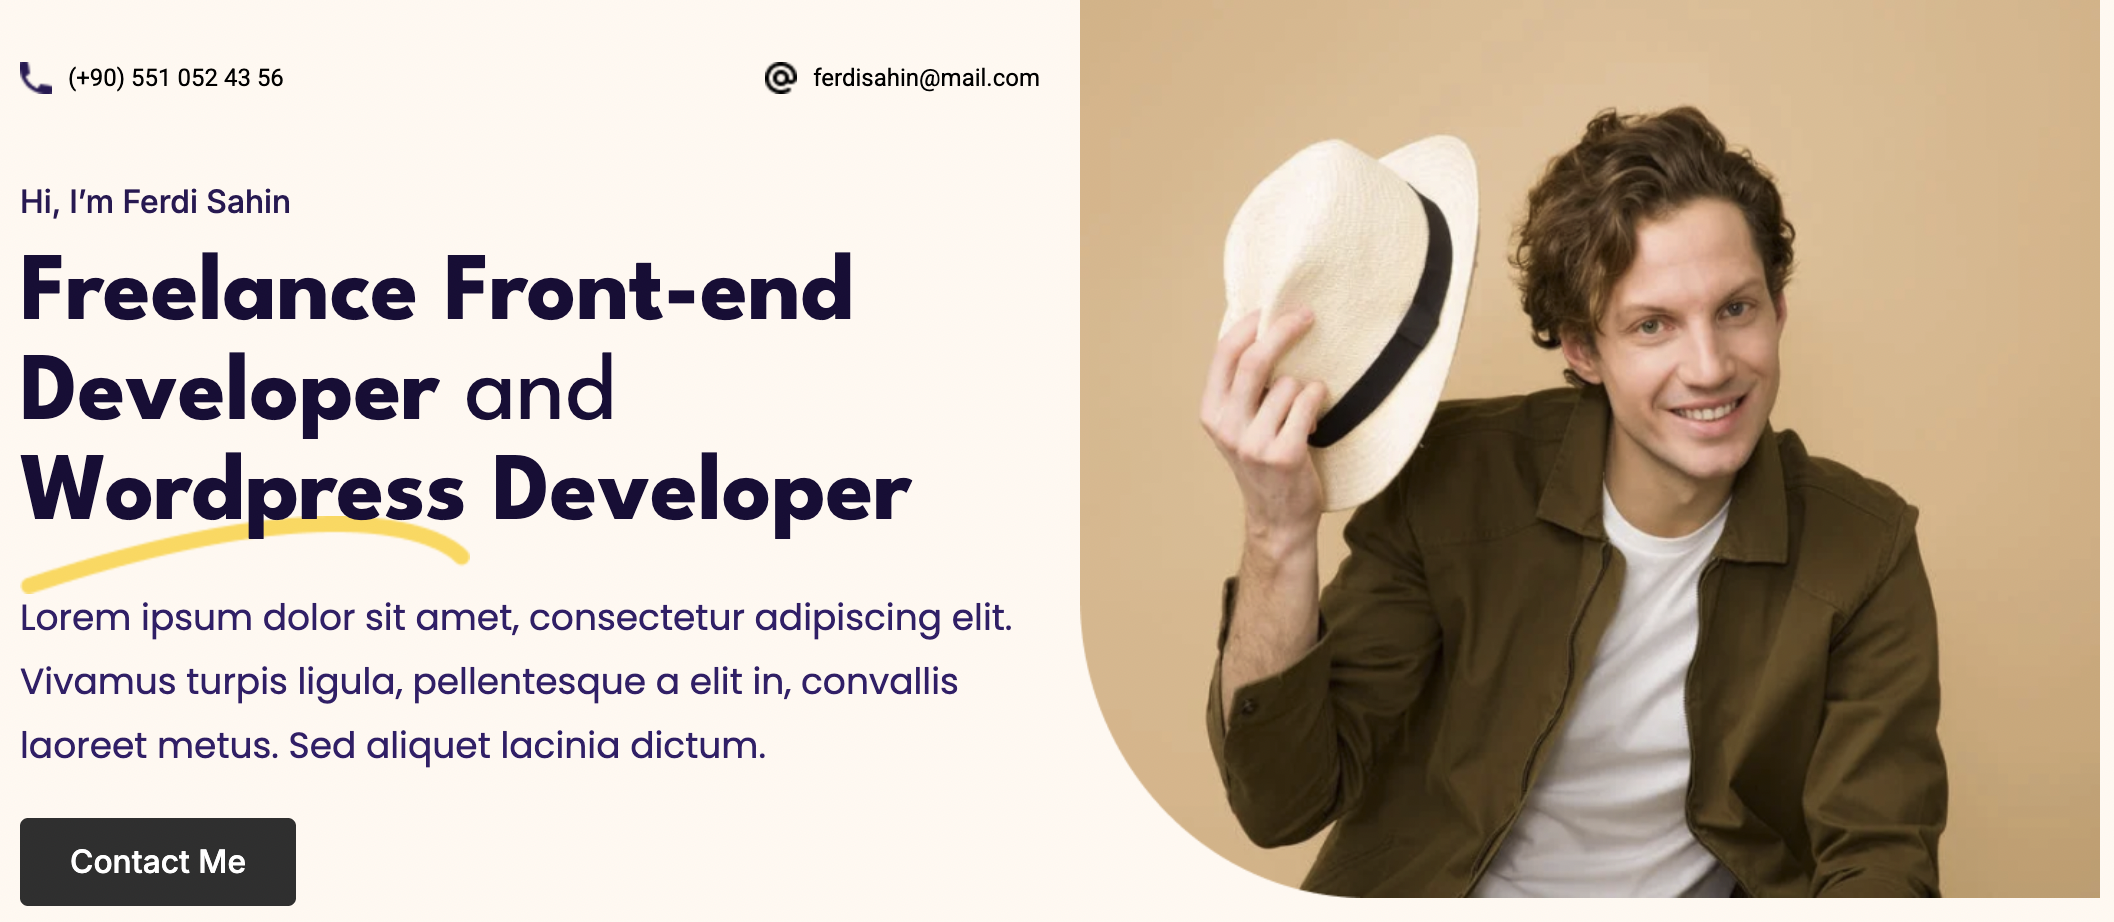 (+90) 551 052 43 56
ferdisahin@mail.com
Hi, I’m Ferdi Sahin
Freelance Front-end
Developer and
Wordpress Developer
Lorem ipsum dolor sit amet, consectetur adipiscing elit.
Vivamus turpis ligula, pellentesque a elit in, convallis
laoreet metus. Sed aliquet lacinia dictum.
Contact Me